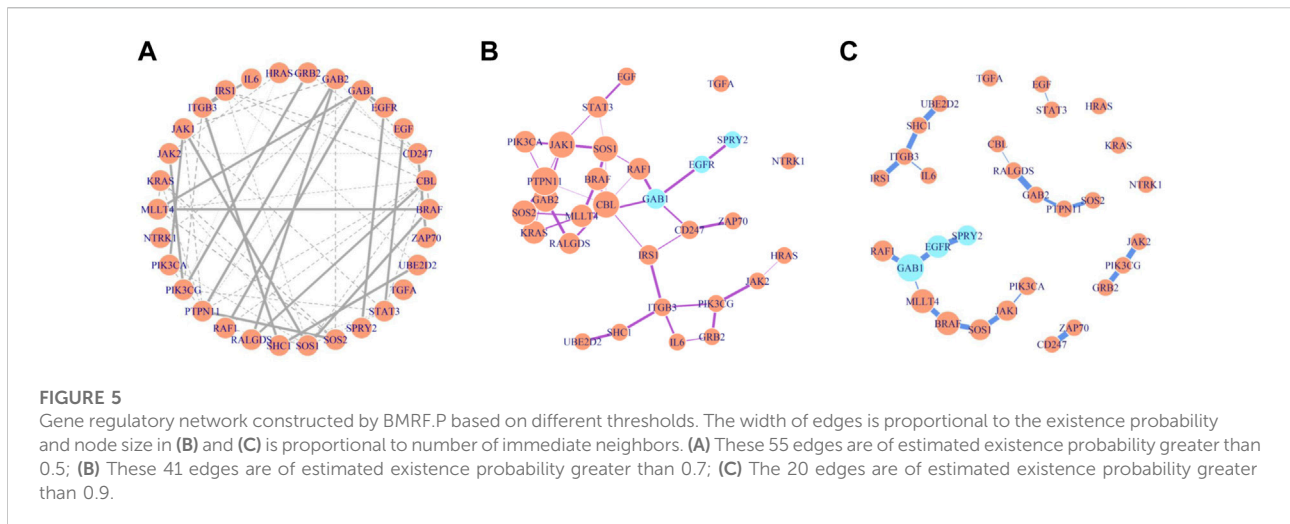 A
HRAS GRB2
IL6 GAB2
IRS1 GAB1
ITGB3 EGFR
JAK1 EGF
JAK2 CD247
KRAS CBL
MLLT4 BRAF
NTRK1 ZAP70
PIK3CA UBE2D2
PIK3CG TGFA
PTPN11 STAT3
RAF1 SPRY2
RALGDS SOS2
SHC1 SOS1
B
EGF
TGFA
STAT3
SPRY2
PIK3CA JAK1 SOS1
EGFR NTRK1
RAF1
PTPN11 BRAF
GAB2 CBL GAB1
SOS2 MLLT4
ZAP70
KRAS CD247
RALGDS
IRS1
HRAS
JAK2
ITGB3 PIK3CG
SHC1
UBE2D2 IL6 GRB2
C
TGFA EGF
UBE2D2 STAT3 HRAS
SHC1
CBL KRAS
ITGB3 RALGDS
IRS1 IL6 NTRK1
GAB2 SOS2
PTPN11
SPRY2 JAK2
RAF1 EGFR
GAB1 PIK3CG
PIK3CA GRB2
MLLT4 JAK1
BRAF SOS1 ZAP70
CD247
FIGURE 5
Gene regulatory network constructed by BMRF.P based on different thresholds. The width of edges is proportional to the existence probability
and node size in (B) and (C) is proportional to number of immediate neighbors. (A) These 55 edges are of estimated existence probability greater than
0.5; (B) These 41 edges are of estimated existence probability greater than 0.7; (C) The 20 edges are of estimated existence probability greater
than 0.9.